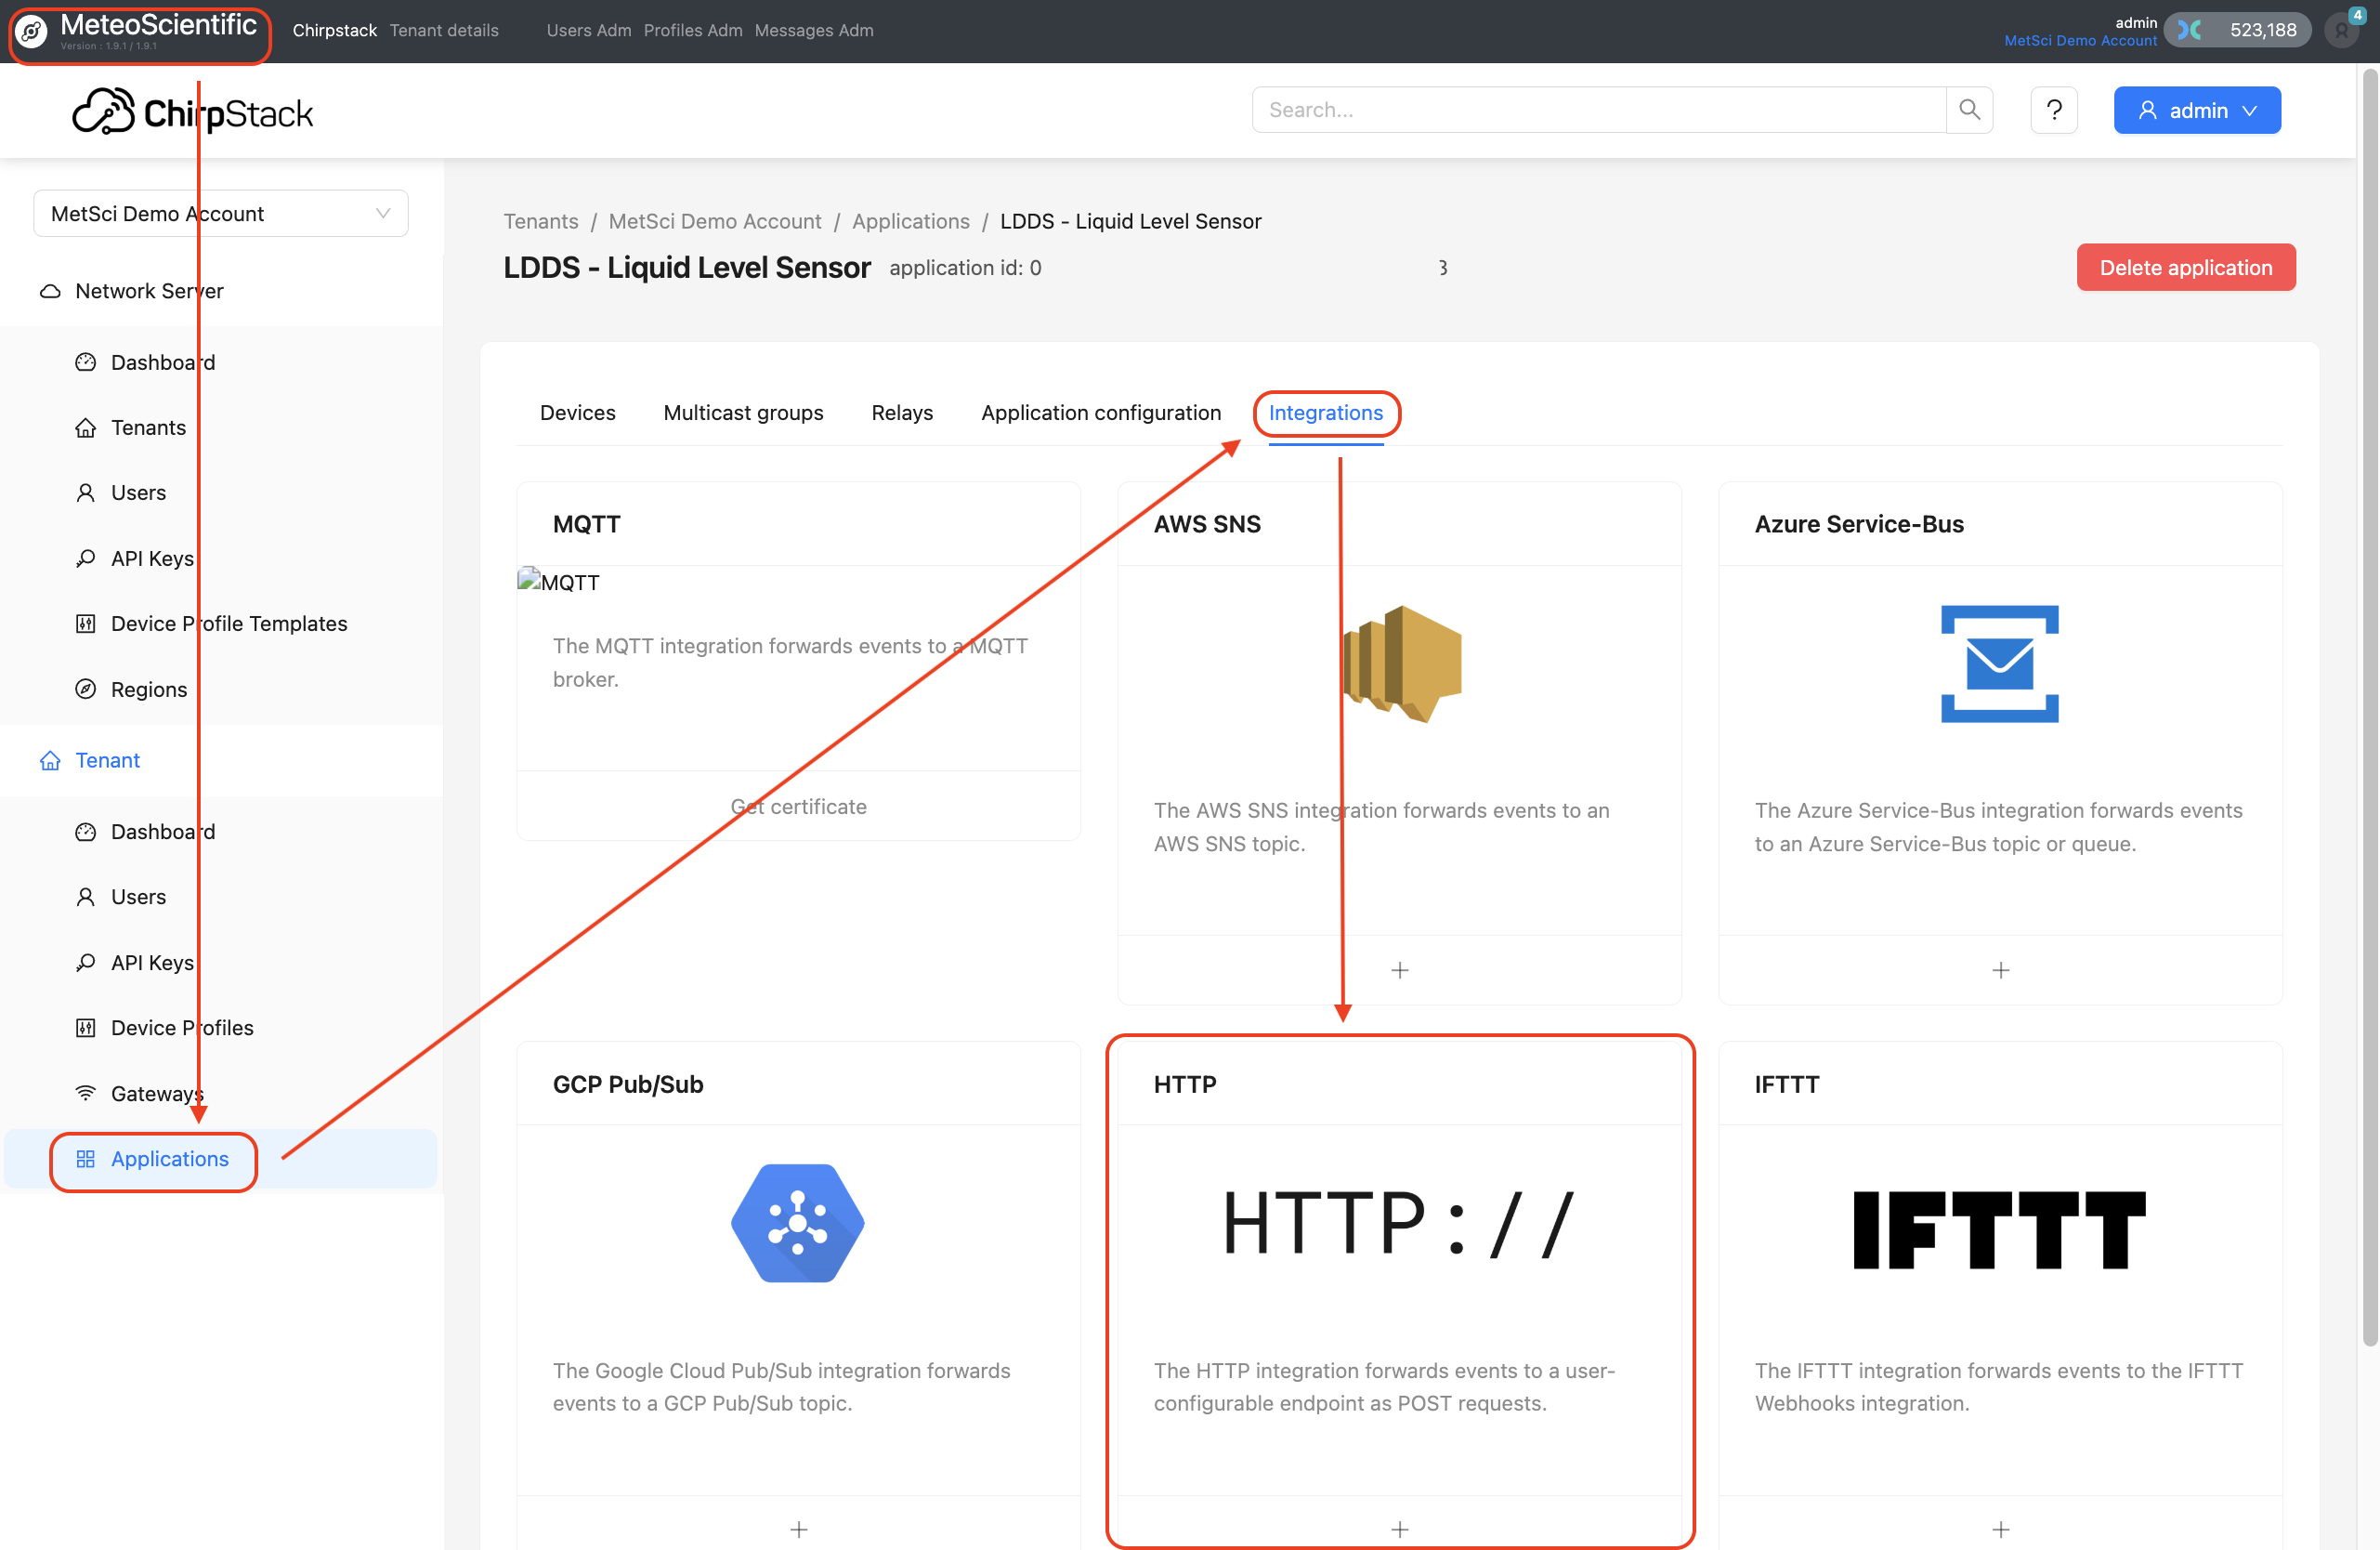 MeteoScientific
Version : 1.9.1 / 1.9.1
Chirpstack Tenant details Users Adm Profiles Adm Messages Adm
admin
MetSci Demo Account
523,188
4
ChirpStack
Search...
?
admin
MetSci Demo Account
Network Server
Dashboard
Tenants
Users
API Keys
Device Profile Templates
Regions
Tenant
Dashboard
Users
API Keys
Device Profiles
Gateways
Applications
Tenants / MetSci Demo Account / Applications / LDDS - Liquid Level Sensor
LDDS - Liquid Level Sensor application id: 0 3
Delete application
Devices Multicast groups Relays Application configuration Integrations
MQTT
MQTT
The MQTT integration forwards events to a MQTT
broker.
Get certificate
AWS SNS
The AWS SNS integration forwards events to an
AWS SNS topic.
+
Azure Service-Bus
The Azure Service-Bus integration forwards events
to an Azure Service-Bus topic or queue.
+
GCP Pub/Sub
The Google Cloud Pub/Sub integration forwards
events to a GCP Pub/Sub topic.
+
HTTP
HTTP://
The HTTP integration forwards events to a user-
configurable endpoint as POST requests.
+
IFTTT
IFTTT
The IFTTT integration forwards events to the IFTTT
Webhooks integration.
+